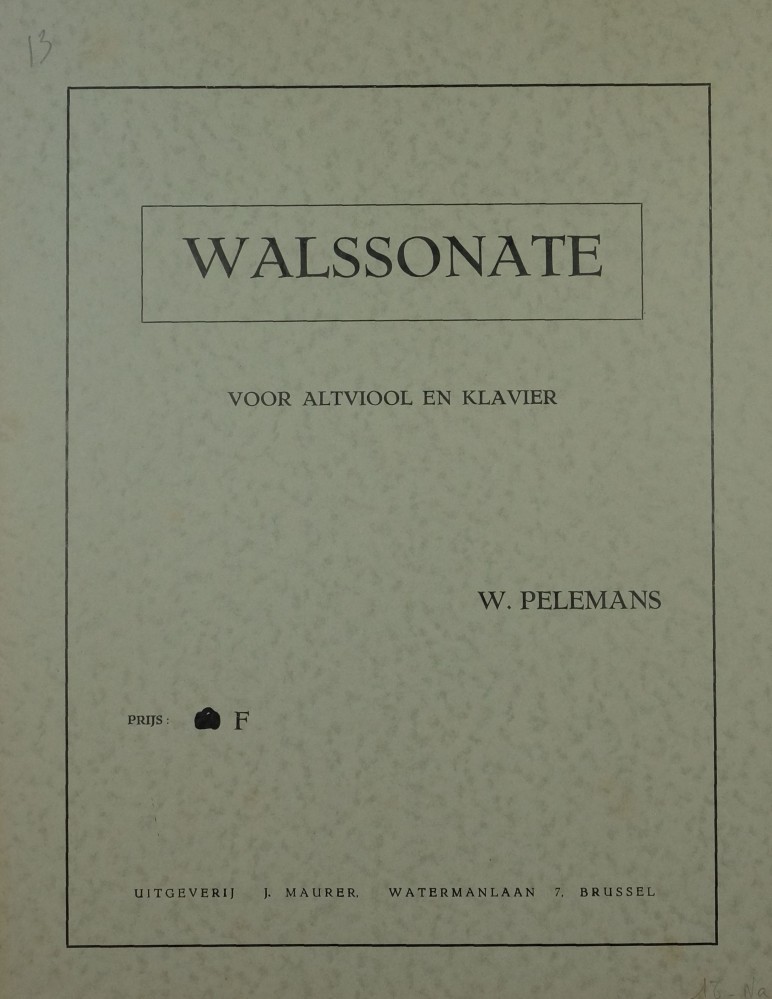 13
WALSSONATE
VOOR ALTVIOOL EN KLAVIER
W. PELEMANS
PRIJS: F
UITGEVERIJ J. MAURER, WATERMANLAAN 7, BRUSSEL